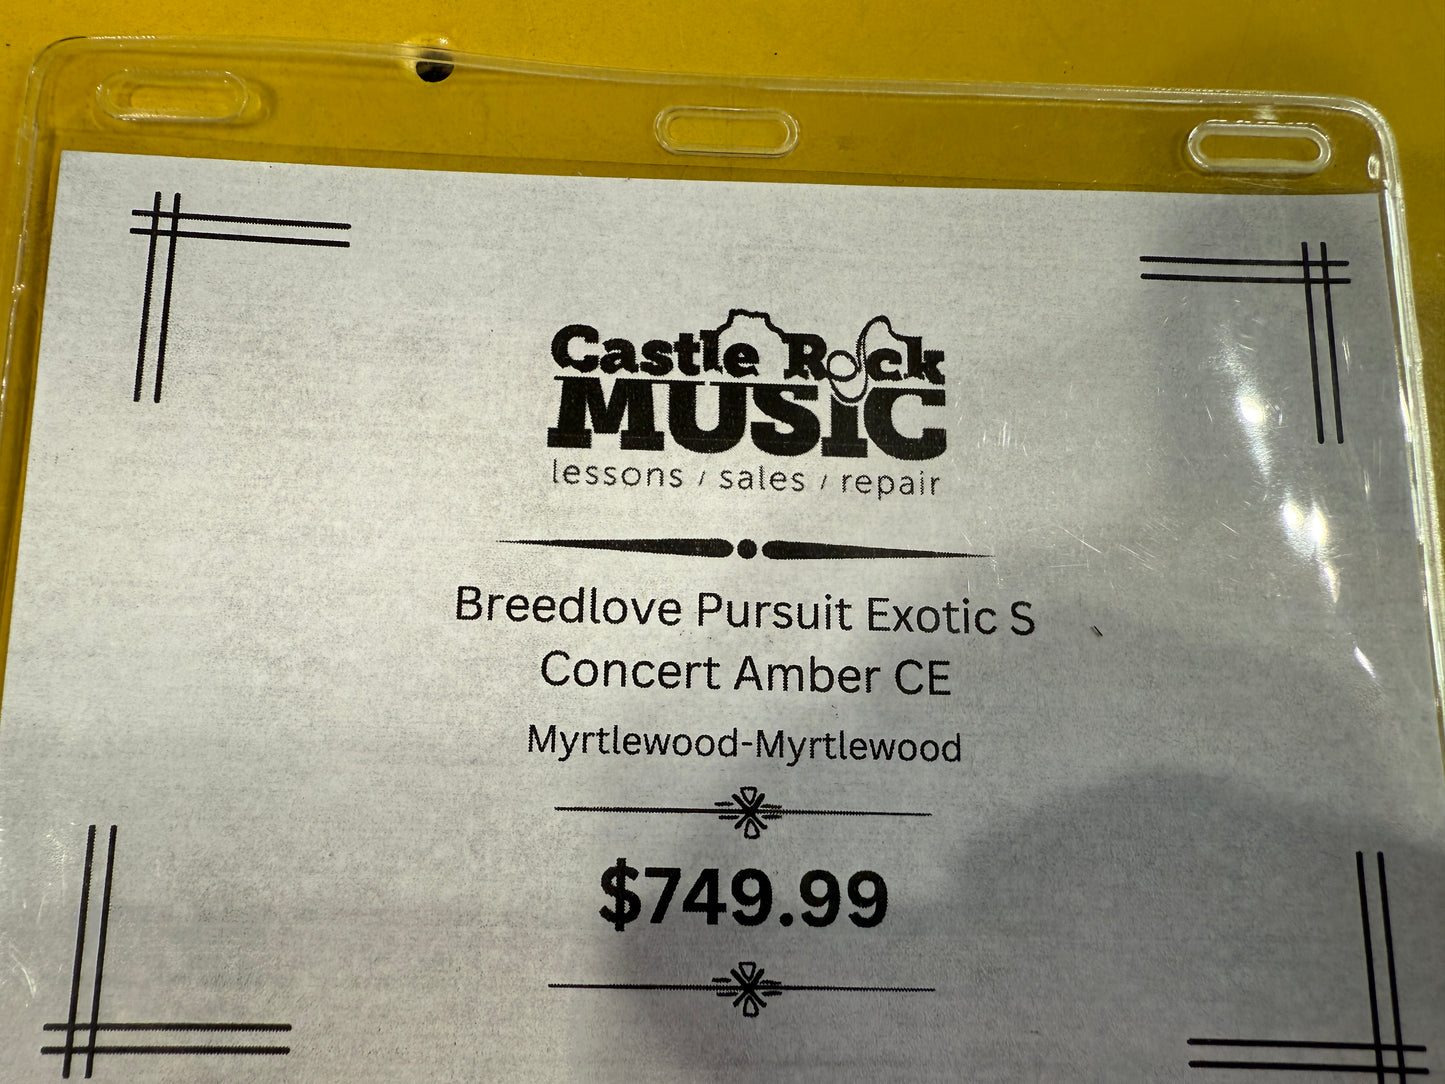 Castle Rock
MUSIC
lessons / sales / repair
Breedlove Pursuit Exotic S
Concert Amber CE
Myrtlewood-Myrtlewood
$749.99